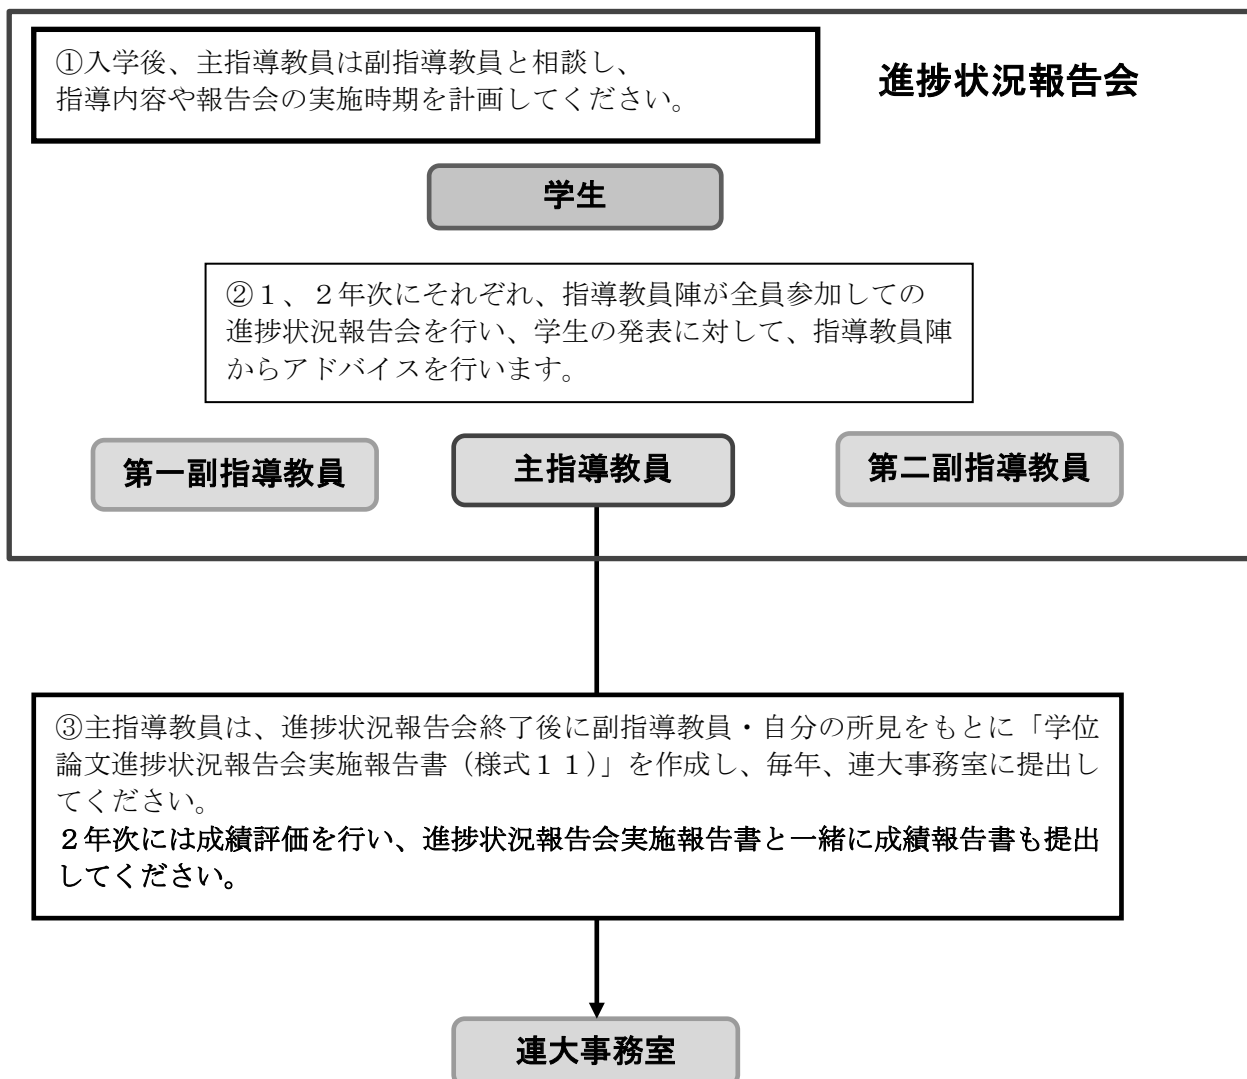 ①入学後、主指導教員は副指導教員と相談し、
指導内容や報告会の実施時期を計画してください。
進捗状況報告会
学生
②１、２年次にそれぞれ、指導教員陣が全員参加しての
進捗状況報告会を行い、学生の発表に対して、指導教員陣
からアドバイスを行います。
第一副指導教員
主指導教員
第二副指導教員
③主指導教員は、進捗状況報告会終了後に副指導教員・自分の所見をもとに「学位
論文進捗状況報告会実施報告書（様式１１）」を作成し、毎年、連大事務室に提出し
てください。
２年次には成績評価を行い、進捗状況報告会実施報告書と一緒に成績報告書も提出
してください。
連大事務室